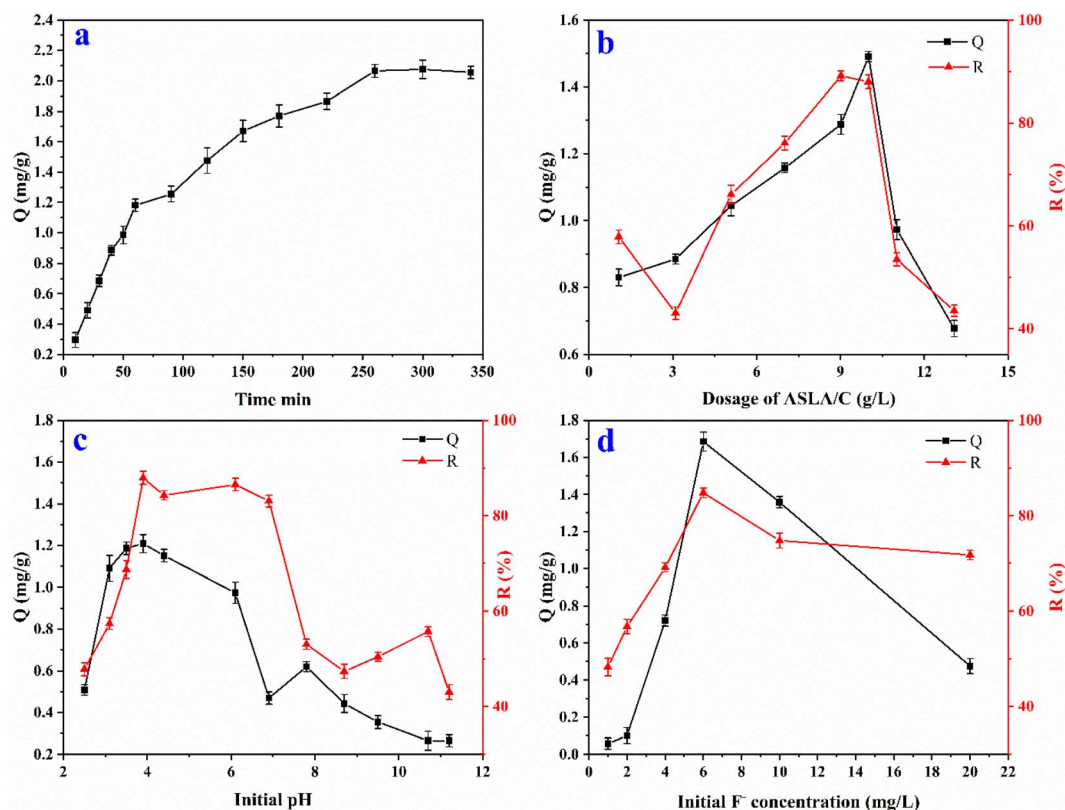 a
2.4
2.2
2.0
1.8
1.6
1.4
1.2
1.0
0.8
0.6
0.4
0.2
Q (mg/g)
0 50 100 150 200 250 300 350
Time min
b
Q
R
1.6
1.4
1.2
1.0
0.8
0.6
Q (mg/g)
100
80
60
40
R (%)
0 3 6 9 12 15
Dosage of ASLA/C (g/L)
c
Q
R
1.8
1.6
1.4
1.2
1.0
0.8
0.6
0.4
0.2
Q (mg/g)
100
80
60
40
R (%)
2 4 6 8 10 12
Initial pH
d
Q
R
1.8
1.6
1.4
1.2
1.0
0.8
0.6
0.4
0.2
0.0
Q (mg/g)
100
80
60
40
R (%)
0 2 4 6 8 10 12 14 16 18 20 22
Initial F⁻ concentration (mg/L)